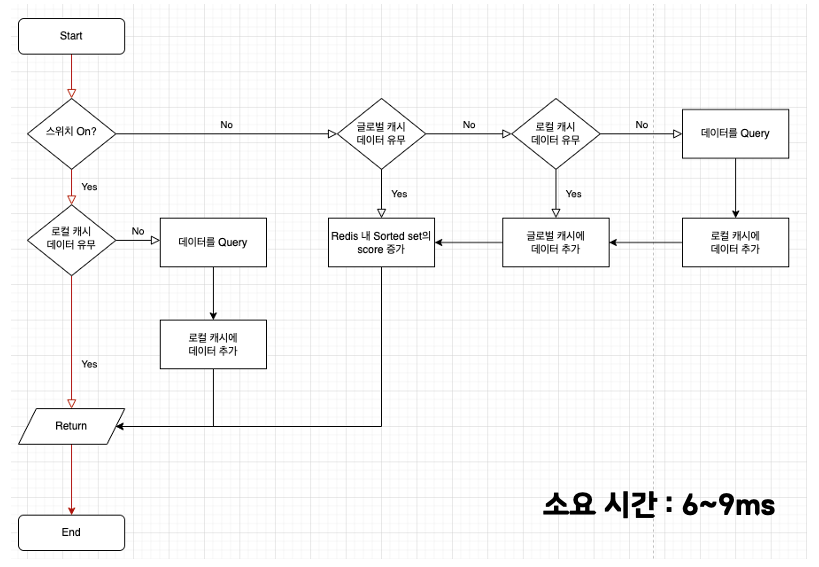 Start
스위치 On?
No
글로벌 캐시
데이터 유무
No
로컬 캐시
데이터 유무
No
데이터를 Query
Yes
Yes
Yes
로컬 캐시
데이터 유무
No
데이터를 Query
Redis 내 Sorted set의
score 증가
글로벌 캐시에
데이터 추가
로컬 캐시에
데이터 추가
로컬 캐시에
데이터 추가
Yes
Return
소요 시간 : 6~9ms
End